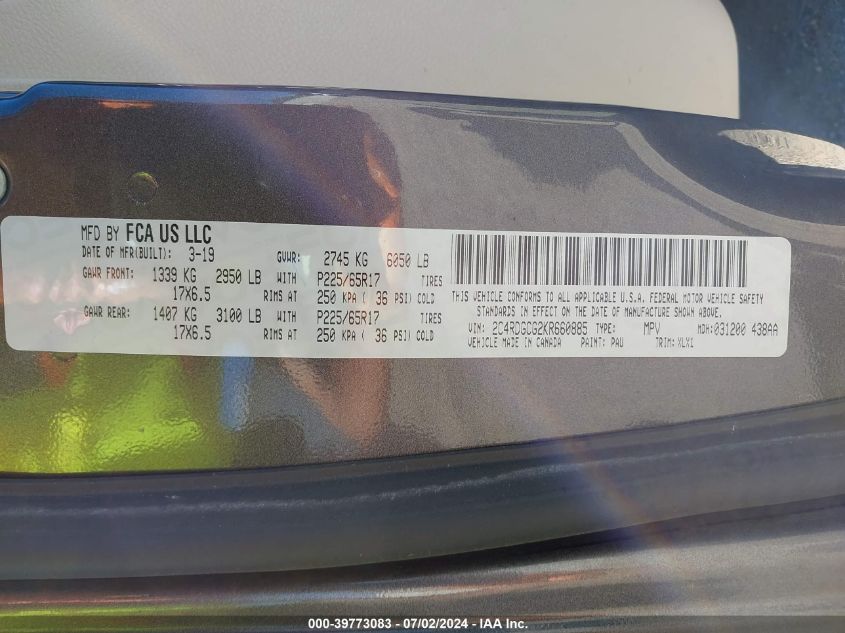 MFD BY FCA US LLC
DATE OF MFR(BUILT): 3-19 GVWR: 2745 KG 6050 LB
GAWR FRONT: 1339 KG 2950 LB WITH P225/65R17 TIRES
17X6.5 RIMS AT 250 KPA ( 36 PSI) COLD
GAWR REAR: 1407 KG 3100 LB WITH P225/65R17 TIRES
17X6.5 RIMS AT 250 KPA ( 36 PSI) COLD
THIS VEHICLE CONFORMS TO ALL APPLICABLE U.S.A. FEDERAL MOTOR VEHICLE SAFETY
STANDARDS IN EFFECT ON THE DATE OF MANUFACTURE SHOWN ABOVE.
VIN: 2C4RDGCG2KR660885 TYPE: MPV MDH:031200 438AA
VEHICLE MADE IN CANADA PAINT: PAU TRIM:XLX1
000-39773083 - 07/02/2024 - IAA Inc.